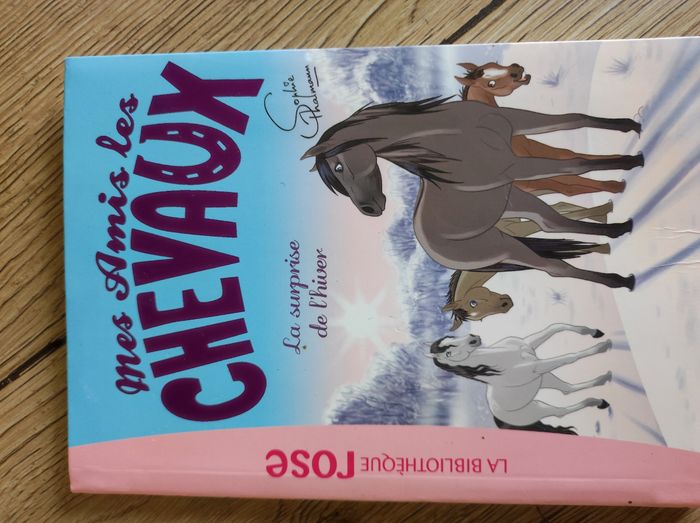 Mes Amis les
CHEVAUX
Sophie
Thalmann
La surprise
de l'hiver
LA BIBLIOTHÈQUE rose